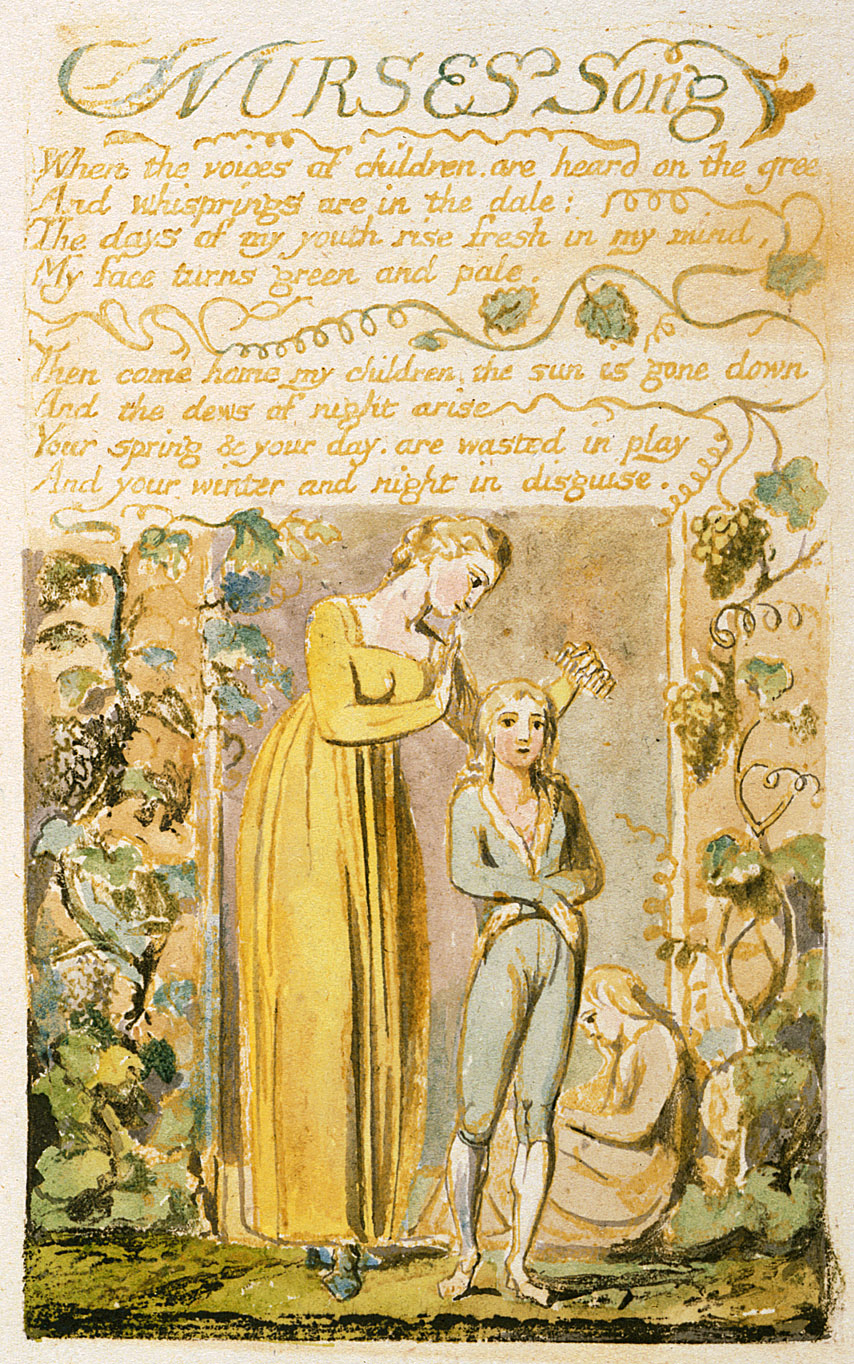 NURSES Song
When the voices of children. are heard on the gree
And whisprings are in the dale:
The days of my youth rise fresh in my mind,
My face turns green and pale.
Then come home my children, the sun is gone down
And the dews of night arise
Your spring & your day. are wasted in play
And your winter and night in disguise.